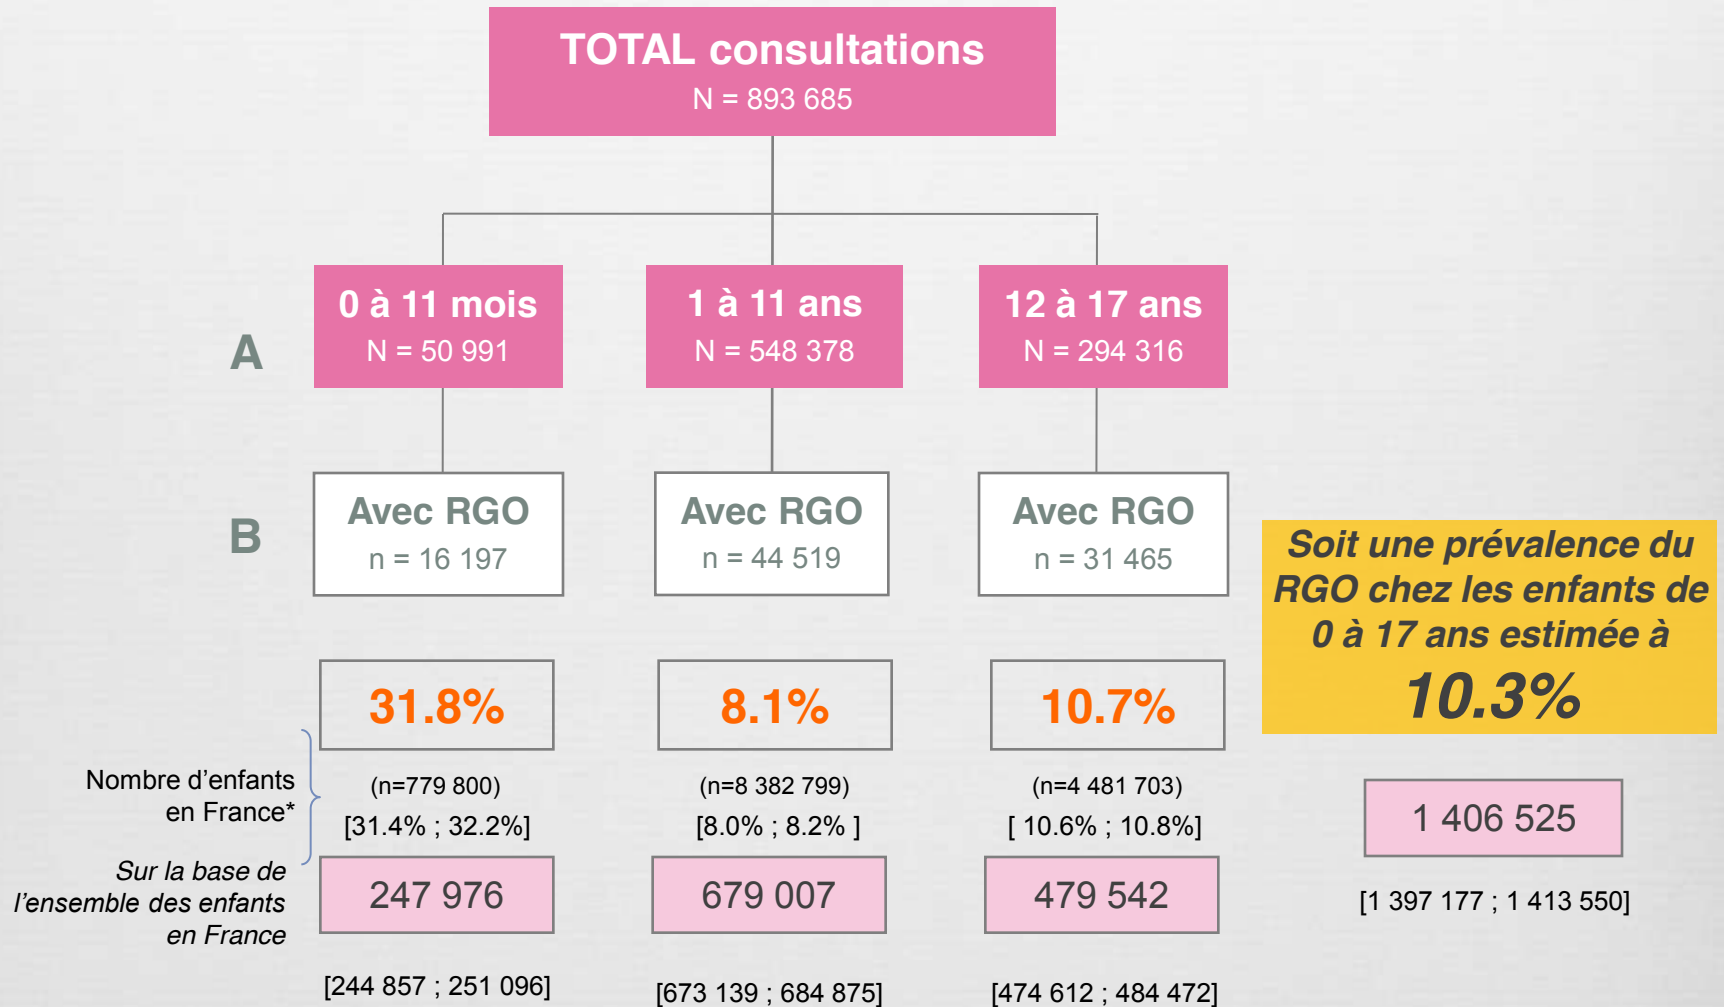 TOTAL consultations
N = 893 685
A
0 à 11 mois
N = 50 991
1 à 11 ans
N = 548 378
12 à 17 ans
N = 294 316
B
Avec RGO
n = 16 197
Avec RGO
n = 44 519
Avec RGO
n = 31 465
Soit une prévalence du
RGO chez les enfants de
0 à 17 ans estimée à
10.3%
31.8%
8.1%
10.7%
Nombre d'enfants
en France*
(n=779 800)
[31.4% ; 32.2%]
(n=8 382 799)
[8.0% ; 8.2% ]
(n=4 481 703)
[ 10.6% ; 10.8%]
1 406 525
[1 397 177 ; 1 413 550]
Sur la base de
l'ensemble des enfants
en France
247 976
679 007
479 542
[244 857 ; 251 096]
[673 139 ; 684 875]
[474 612 ; 484 472]